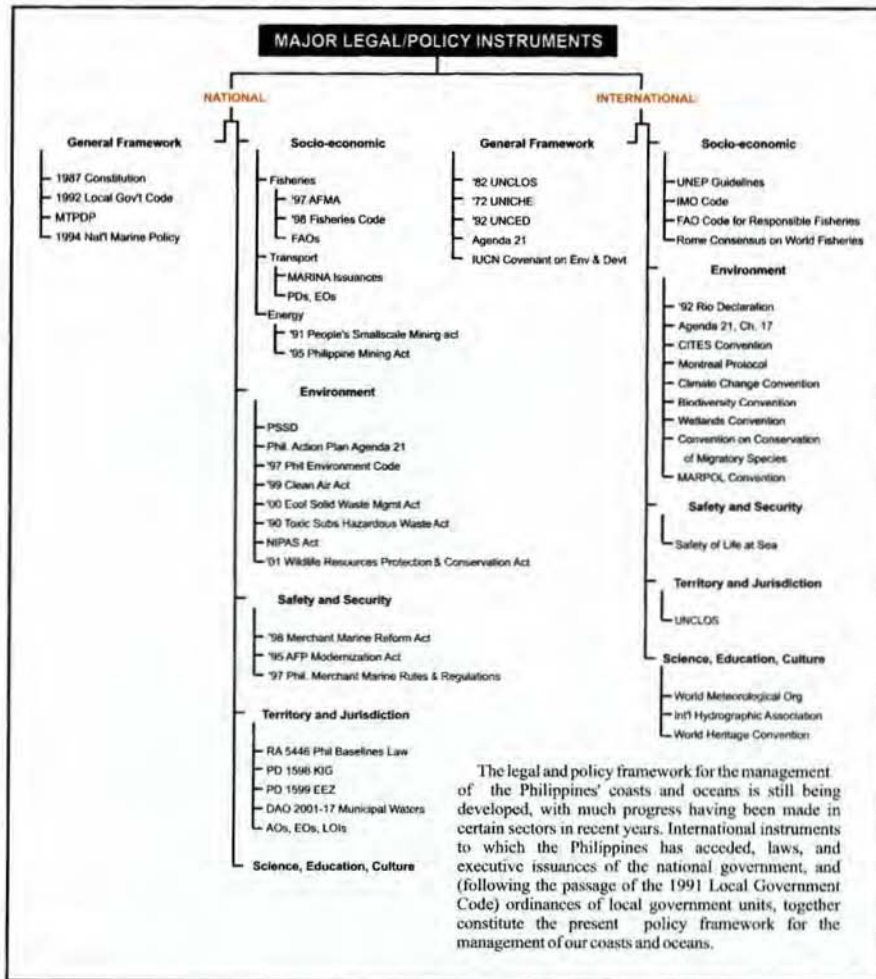 MAJOR LEGAL/POLICY INSTRUMENTS
NATIONAL
General Framework
1987 Constitution
1992 Local Gov't Code
MTPDP
1994 Nat'l Marine Policy
Socio-economic
Fisheries
'97 AFMA
'98 Fisheries Code
FAOs
Transport
MARINA Issuances
PDs, EOs
Energy
'91 People's Smallscale Mining act
'95 Philippine Mining Act
Environment
PSSD
Phil. Action Plan Agenda 21
'97 Phil Environment Code
'99 Clean Air Act
'00 Ecol Solid Waste Mgmt Act
'90 Toxic Subs Hazardous Waste Act
NIPAS Act
'01 Wildlife Resources Protection & Conservation Act
Safety and Security
'98 Merchant Marine Reform Act
'95 AFP Modernization Act
'97 Phil. Merchant Marine Rules & Regulations
Territory and Jurisdiction
RA 5446 Phil Baselines Law
PD 1596 KIG
PD 1599 EEZ
DAO 2001-17 Municipal Waters
AOs, EOs, LOIs
Science, Education, Culture
INTERNATIONAL
General Framework
'82 UNCLOS
'72 UNICHE
'92 UNCED
Agenda 21
IUCN Covenant on Env & Devt
Socio-economic
UNEP Guidelines
IMO Code
FAO Code for Responsible Fisheries
Rome Consensus on World Fisheries
Environment
'92 Rio Declaration
Agenda 21, Ch. 17
CITES Convention
Montreal Protocol
Climate Change Convention
Biodiversity Convention
Wetlands Convention
Convention on Conservation
of Migratory Species
MARPOL Convention
Safety and Security
Safety of Life at Sea
Territory and Jurisdiction
UNCLOS
Science, Education, Culture
World Meteorological Org
Int'l Hydrographic Association
World Heritage Convention
The legal and policy framework for the management
of the Philippines' coasts and oceans is still being
developed, with much progress having been made in
certain sectors in recent years. International instruments
to which the Philippines has acceded, laws, and
executive issuances of the national government, and
(following the passage of the 1991 Local Government
Code) ordinances of local government units, together
constitute the present policy framework for the
management of our coasts and oceans.